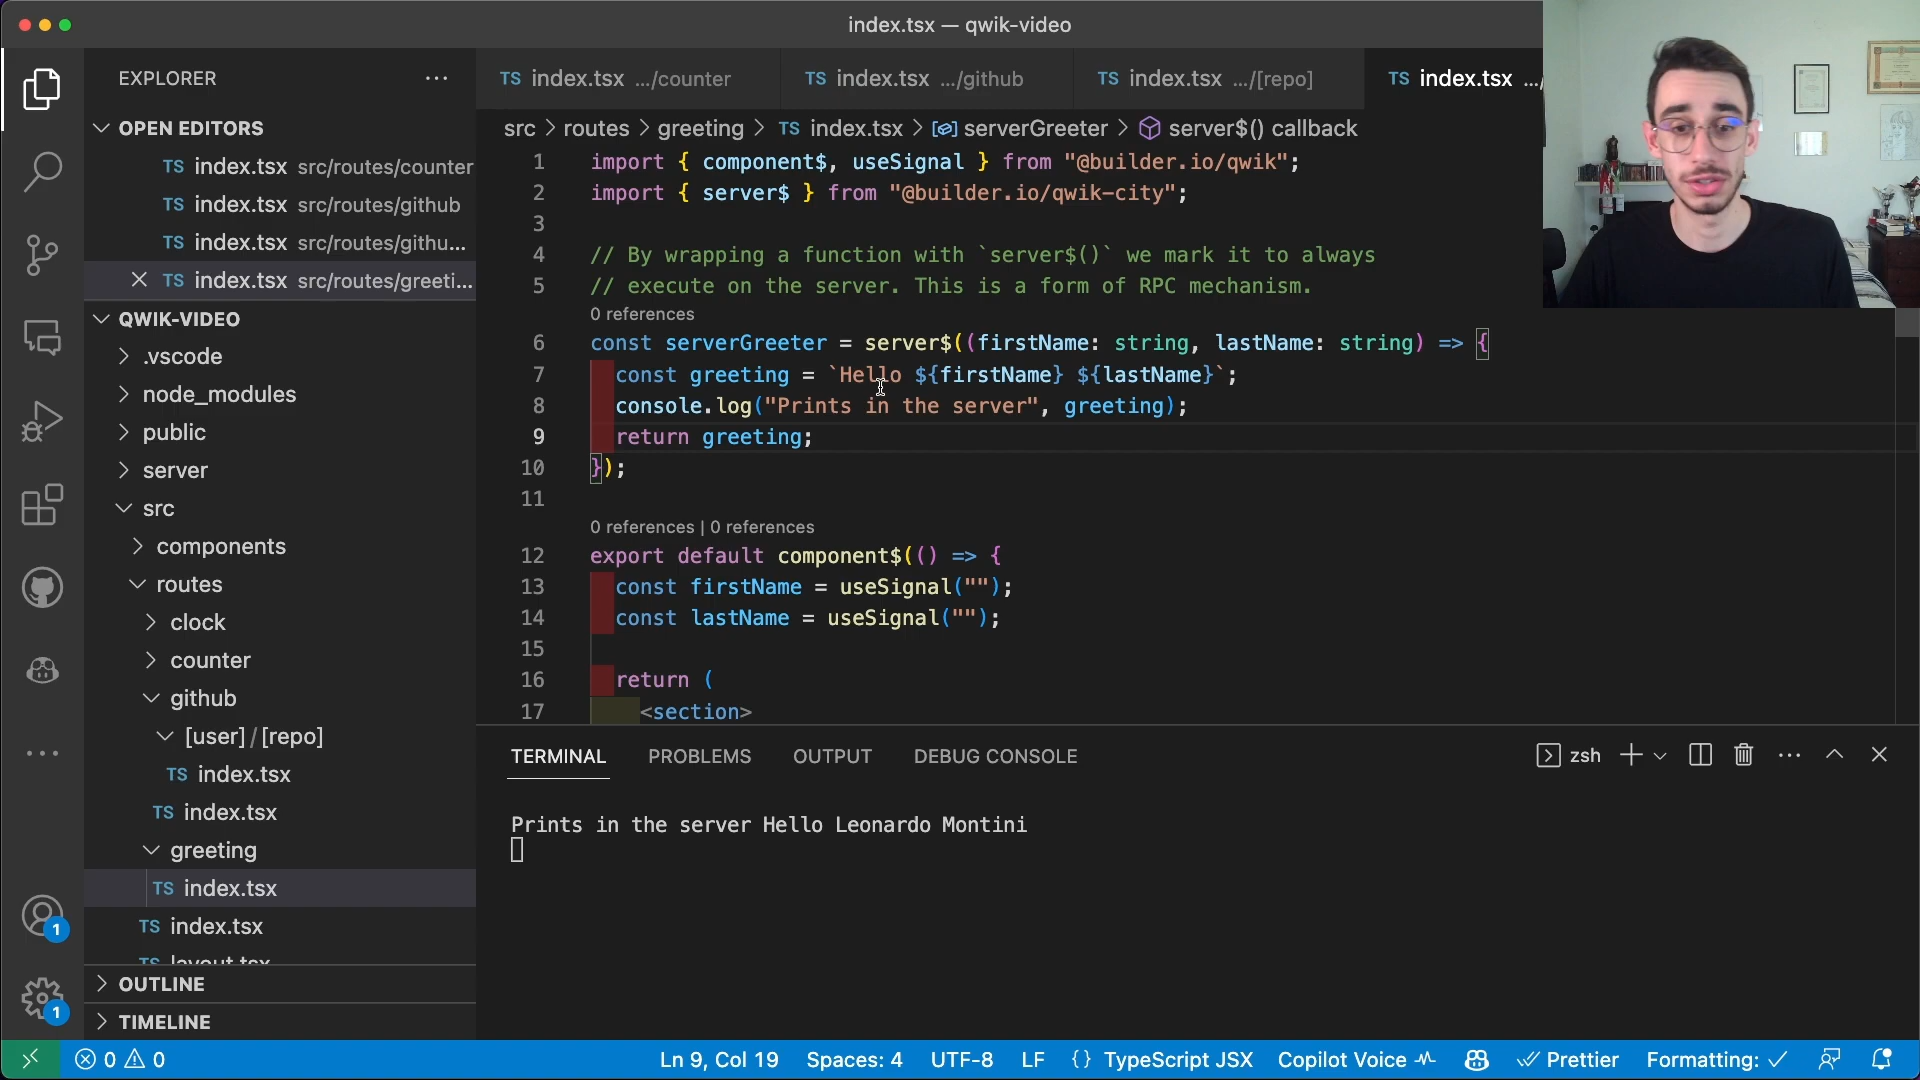 index.tsx — qwik-video
EXPLORER
TS index.tsx .../counter
TS index.tsx .../github
TS index.tsx .../[repo]
TS index.tsx
OPEN EDITORS
TS index.tsx src/routes/counter
TS index.tsx src/routes/github
TS index.tsx src/routes/githu...
TS index.tsx src/routes/greeti...
QWIK-VIDEO
.vscode
node_modules
public
server
src
components
routes
clock
counter
github
[user] / [repo]
TS index.tsx
TS index.tsx
greeting
TS index.tsx
TS index.tsx
TS layout.tsx
OUTLINE
TIMELINE
src > routes > greeting > TS index.tsx > serverGreeter > server$() callback
1 import { component$, useSignal } from "@builder.io/qwik";
2 import { server$ } from "@builder.io/qwik-city";
3
4 // By wrapping a function with `server$()` we mark it to always
5 // execute on the server. This is a form of RPC mechanism.
0 references
6 const serverGreeter = server$((firstName: string, lastName: string) => {
7 const greeting = `Hello ${firstName} ${lastName}`;
8 console.log("Prints in the server", greeting);
9 return greeting;
10 });
11
0 references | 0 references
12 export default component$(() => {
13 const firstName = useSignal("");
14 const lastName = useSignal("");
15
16 return (
17 <section>
TERMINAL PROBLEMS OUTPUT DEBUG CONSOLE
zsh
Prints in the server Hello Leonardo Montini
1
1
0 0
Ln 9, Col 19 Spaces: 4 UTF-8 LF {} TypeScript JSX Copilot Voice Prettier Formatting: ✓